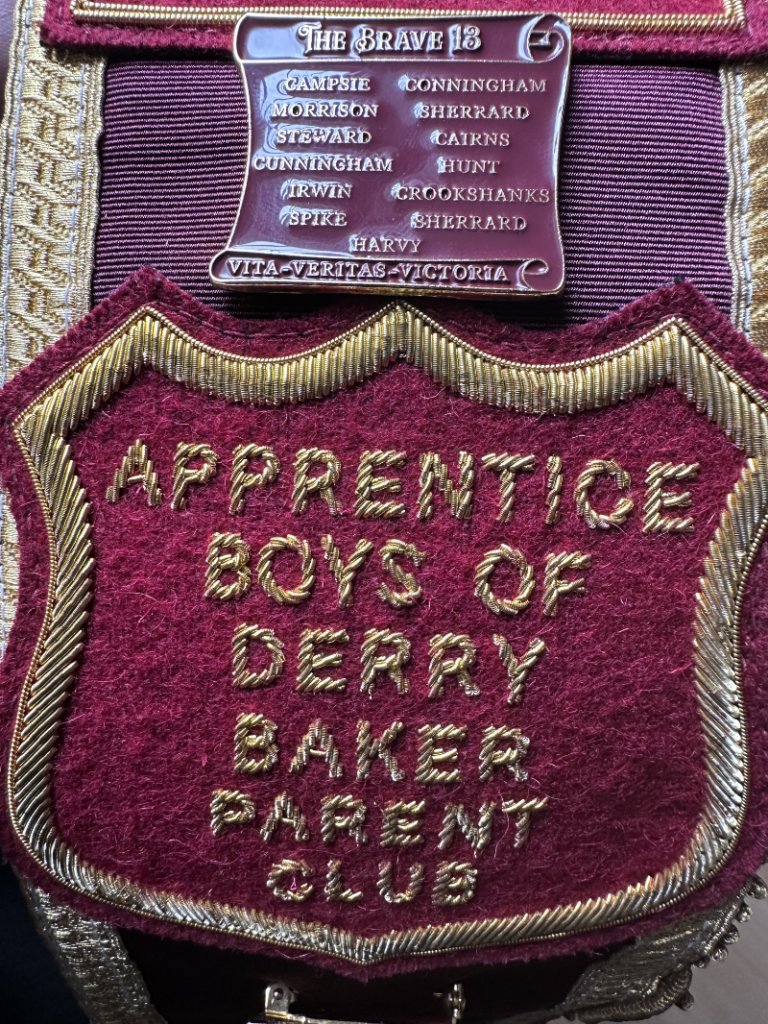 THE BRAVE 13
CAMPSIE CONNINGHAM
MORRISON SHERRARD
STEWARD CAIRNS
CUNNINGHAM HUNT
IRWIN CROOKSHANKS
SPIKE SHERRARD
HARVY
VITA-VERITAS-VICTORIA
APPRENTICE
BOYS OF
DERRY
BAKER
PARENT
CLUB